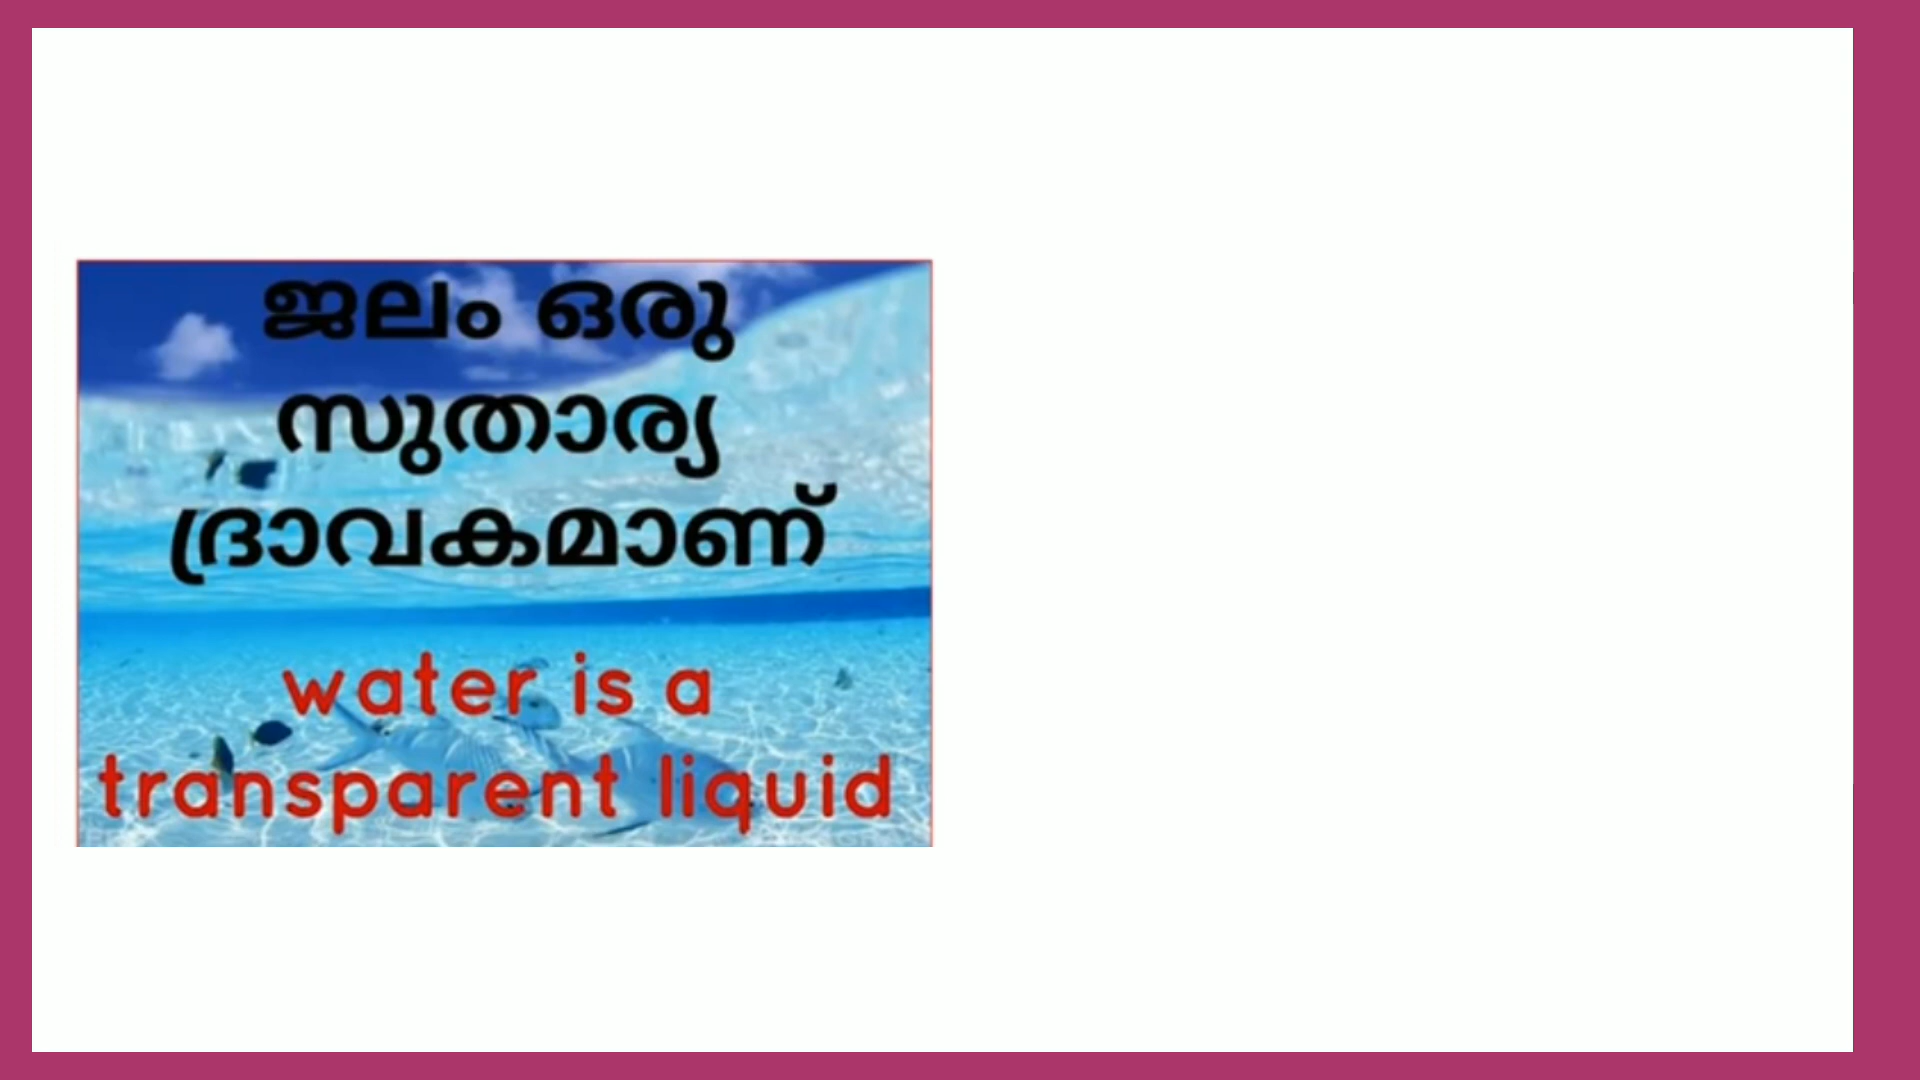 ജലം ഒരു
സുതാര്യ
ദ്രാവകമാണ്
water is a
transparent liquid